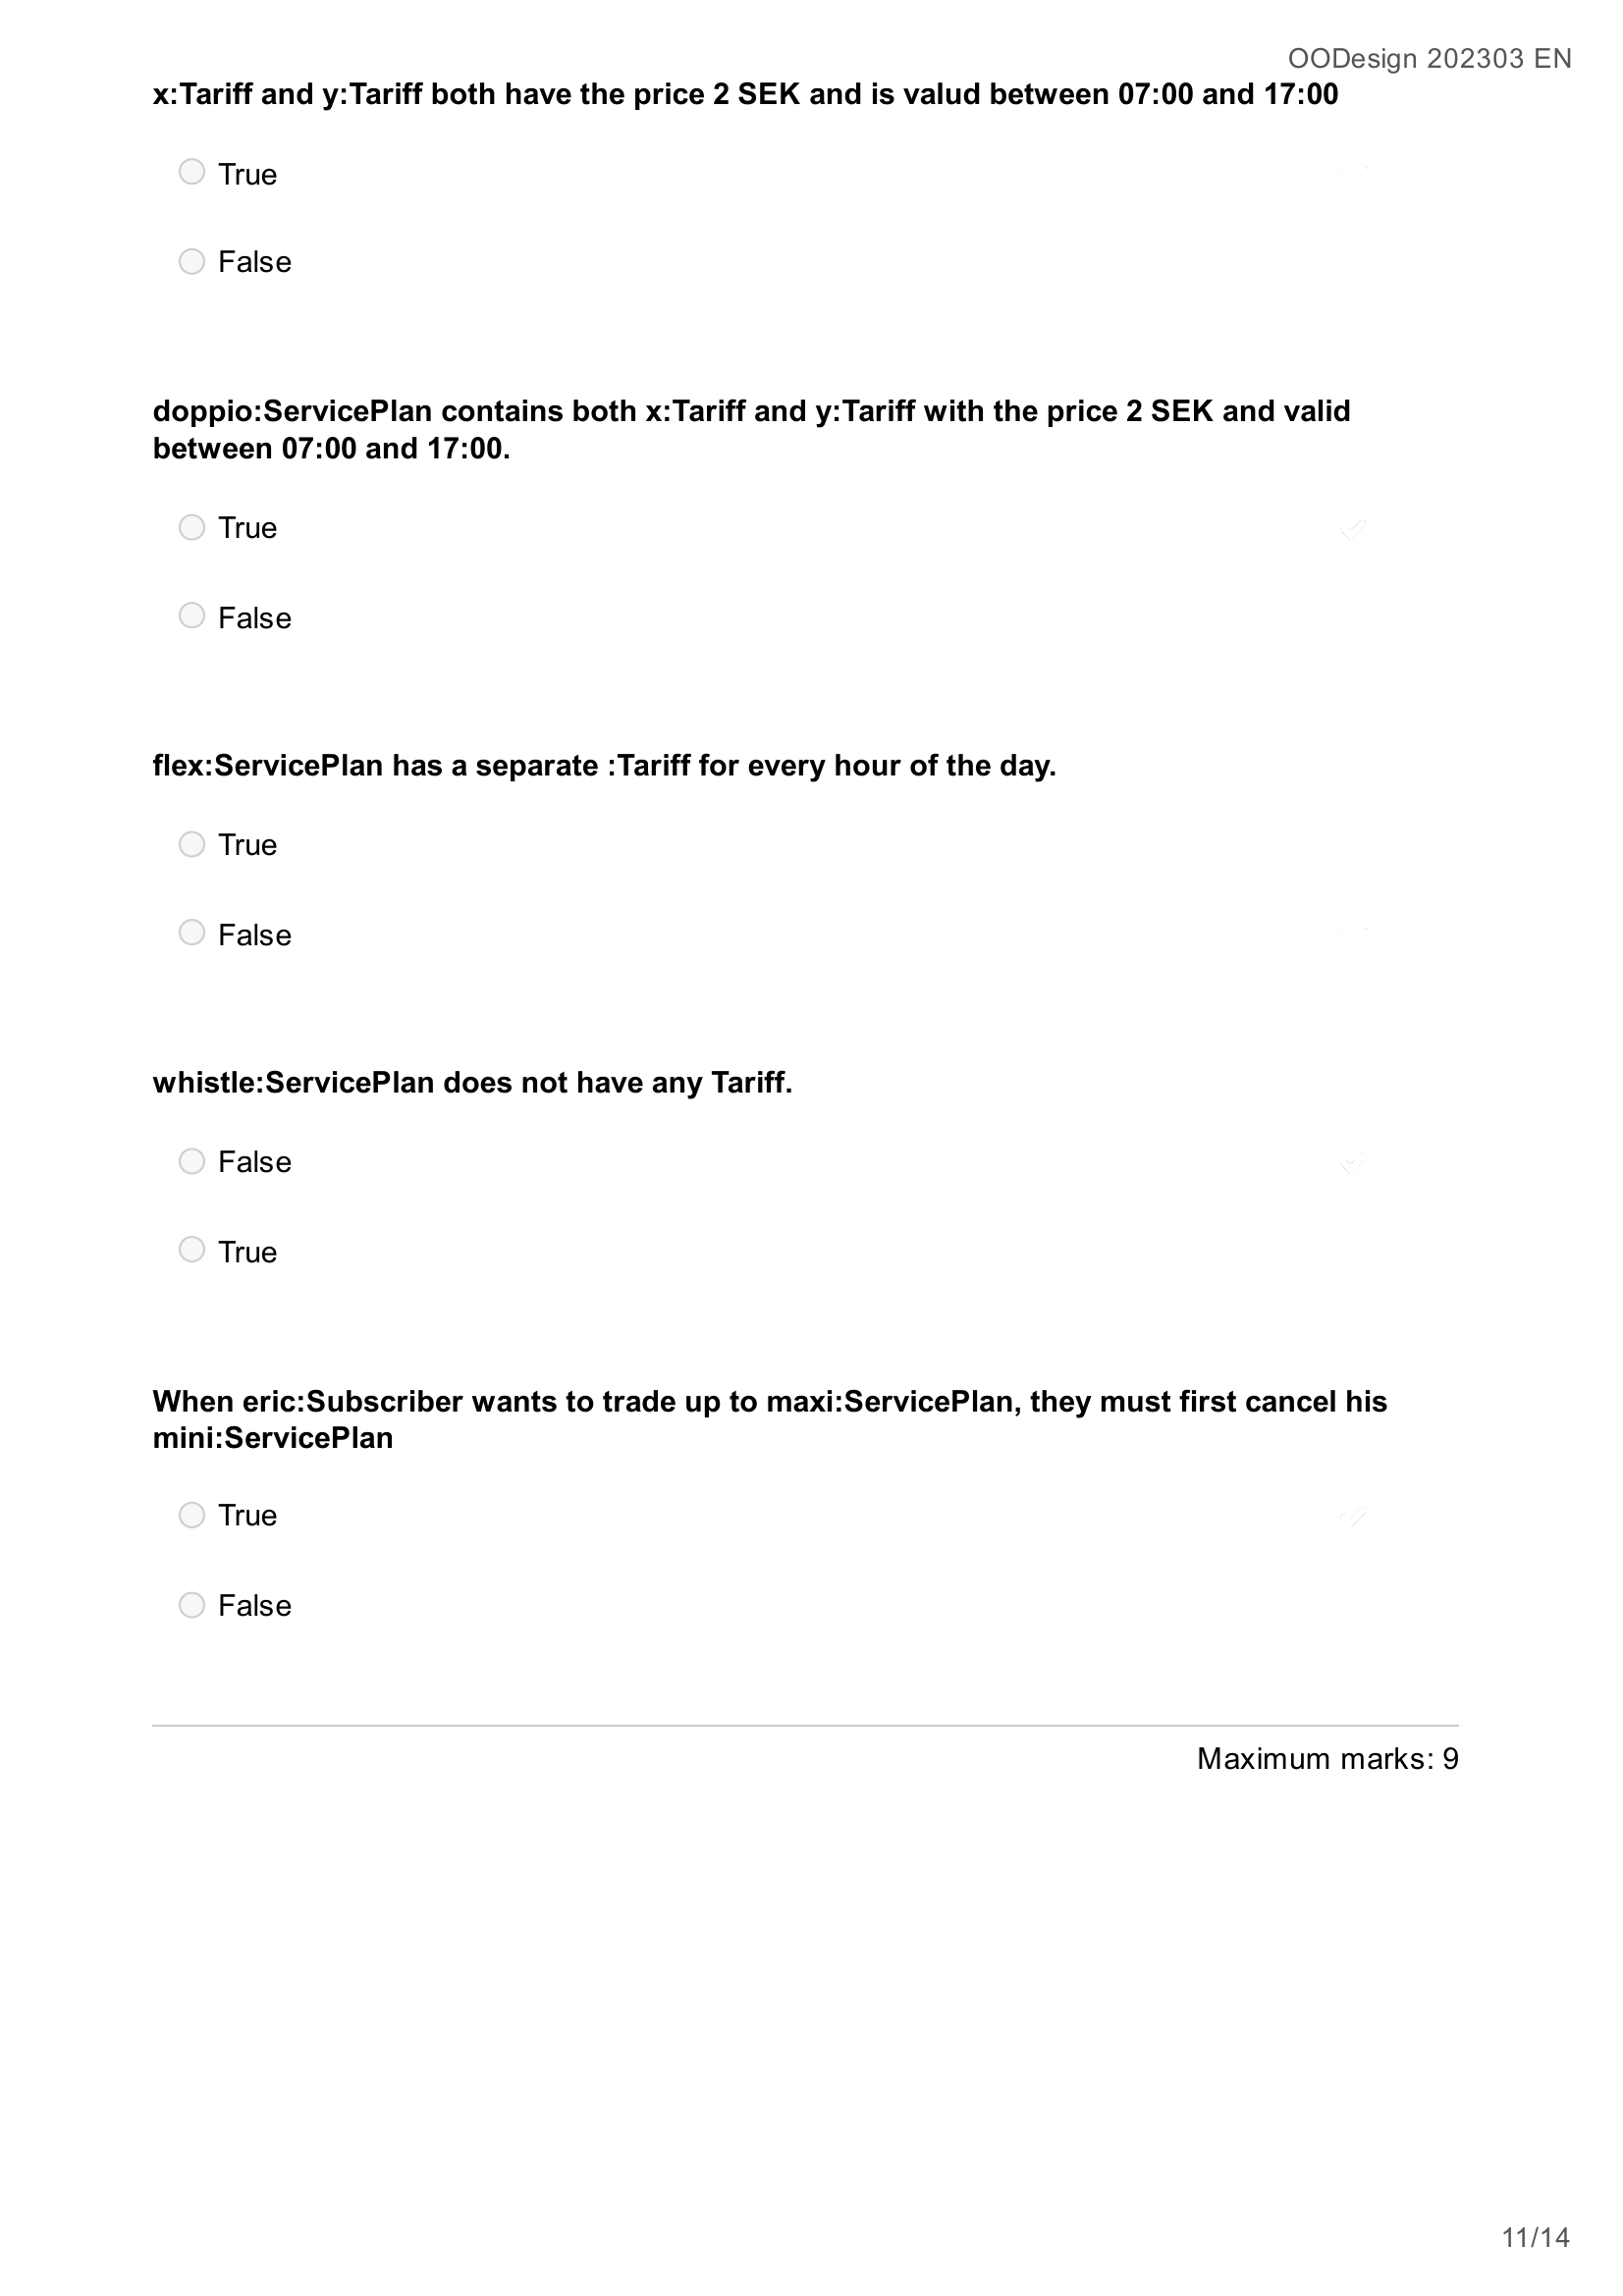 OODesign 202303 EN
x:Tariff and y:Tariff both have the price 2 SEK and is valud between 07:00 and 17:00
True
False
doppio:ServicePlan contains both x:Tariff and y:Tariff with the price 2 SEK and valid
between 07:00 and 17:00.
True
False
flex:ServicePlan has a separate :Tariff for every hour of the day.
True
False
whistle:ServicePlan does not have any Tariff.
False
True
When eric:Subscriber wants to trade up to maxi:ServicePlan, they must first cancel his
mini:ServicePlan
True
False
Maximum marks: 9
11/14